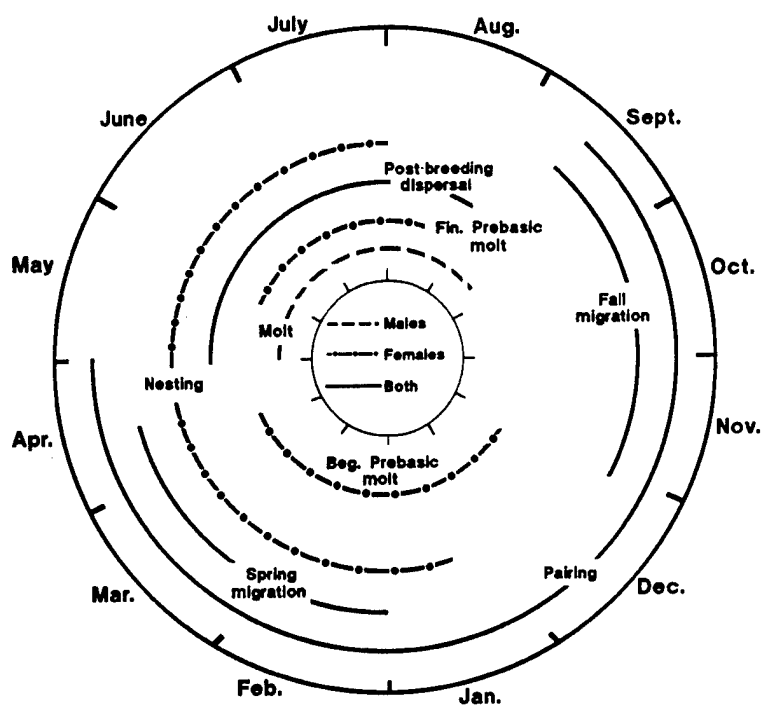 July
Aug.
June
Sept.
Post-breeding
dispersal
Fin. Prebasic
molt
May
Oct.
Fall
migration
Molt
Males
Females
Both
Nesting
Apr.
Nov.
Beg. Prebasic
molt
Spring
migration
Pairing
Mar.
Dec.
Feb.
Jan.